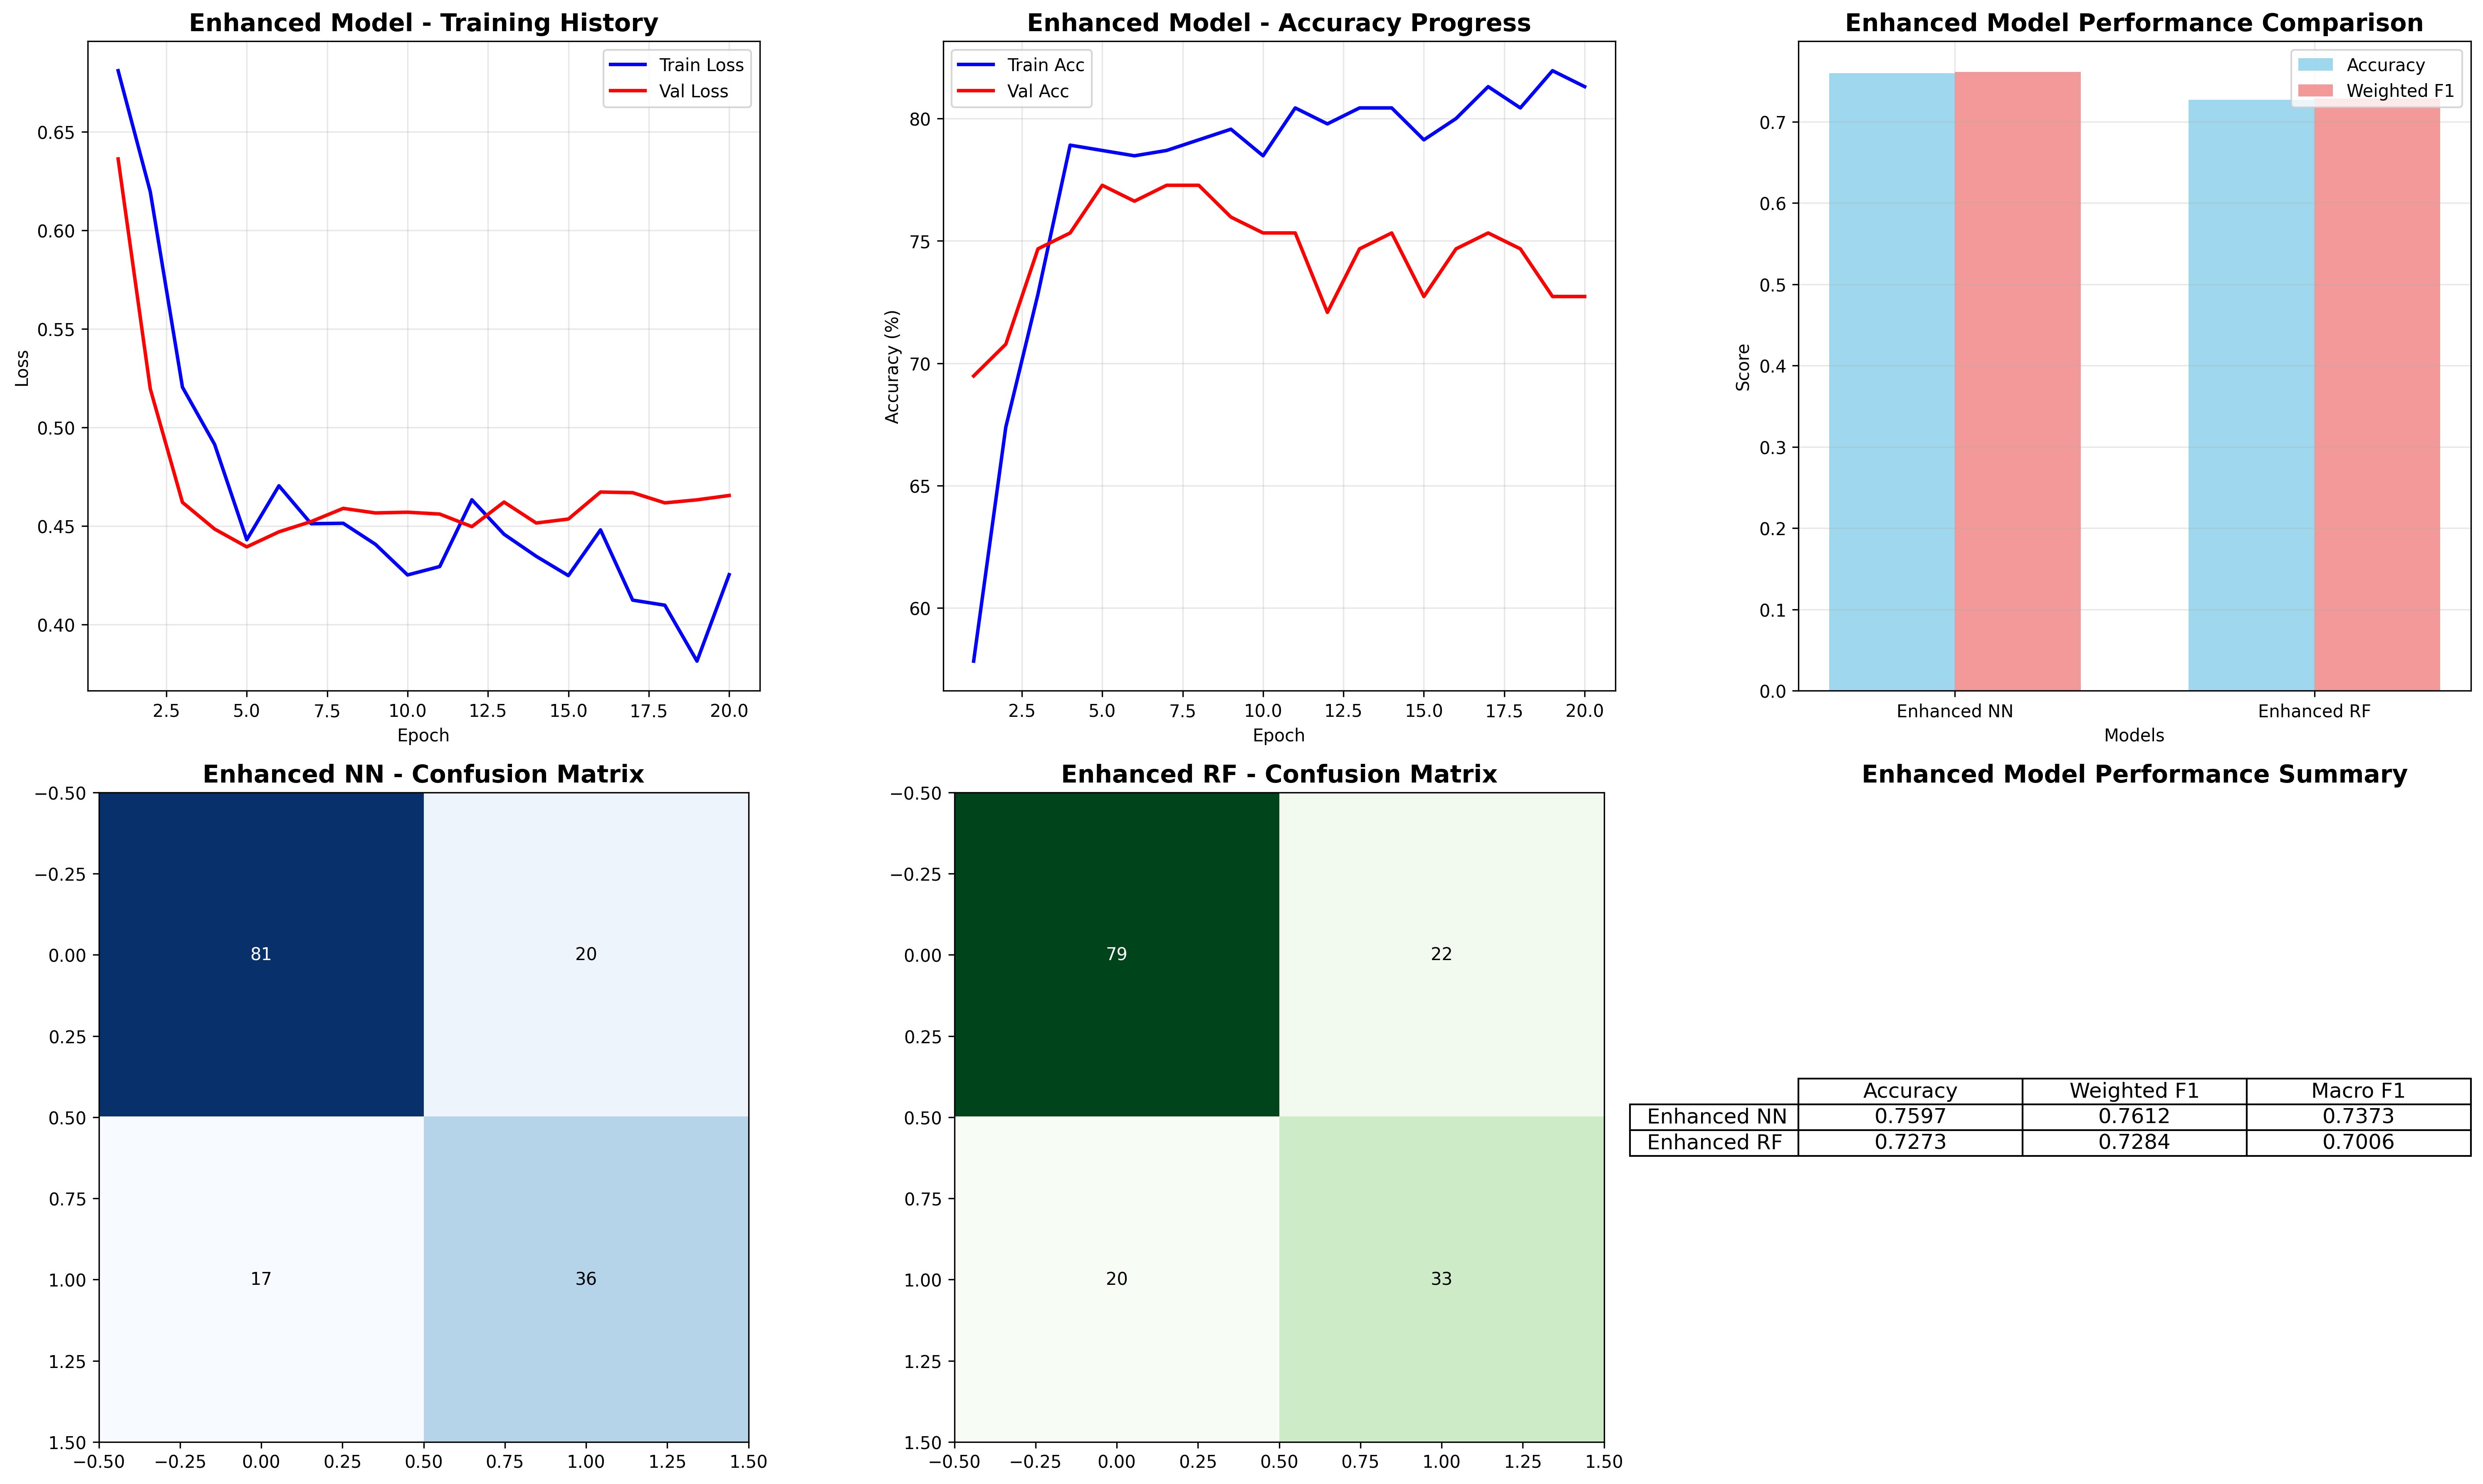 Enhanced Model - Training History
Train Loss
Val Loss
0.65
0.60
0.55
0.50
0.45
0.40
Loss
2.5 5.0 7.5 10.0 12.5 15.0 17.5 20.0
Epoch
Enhanced Model - Accuracy Progress
Train Acc
Val Acc
80
75
70
65
60
Accuracy (%)
2.5 5.0 7.5 10.0 12.5 15.0 17.5 20.0
Epoch
Enhanced Model Performance Comparison
Accuracy
Weighted F1
0.7
0.6
0.5
0.4
0.3
0.2
0.1
0.0
Score
Enhanced NN Enhanced RF
Models
Enhanced NN - Confusion Matrix
−0.50
−0.25
0.00
0.25
0.50
0.75
1.00
1.25
1.50
81 20
17 36
−0.50 −0.25 0.00 0.25 0.50 0.75 1.00 1.25 1.50
Enhanced RF - Confusion Matrix
−0.50
−0.25
0.00
0.25
0.50
0.75
1.00
1.25
1.50
79 22
20 33
−0.50 −0.25 0.00 0.25 0.50 0.75 1.00 1.25 1.50
Enhanced Model Performance Summary
Accuracy Weighted F1 Macro F1
Enhanced NN 0.7597 0.7612 0.7373
Enhanced RF 0.7273 0.7284 0.7006